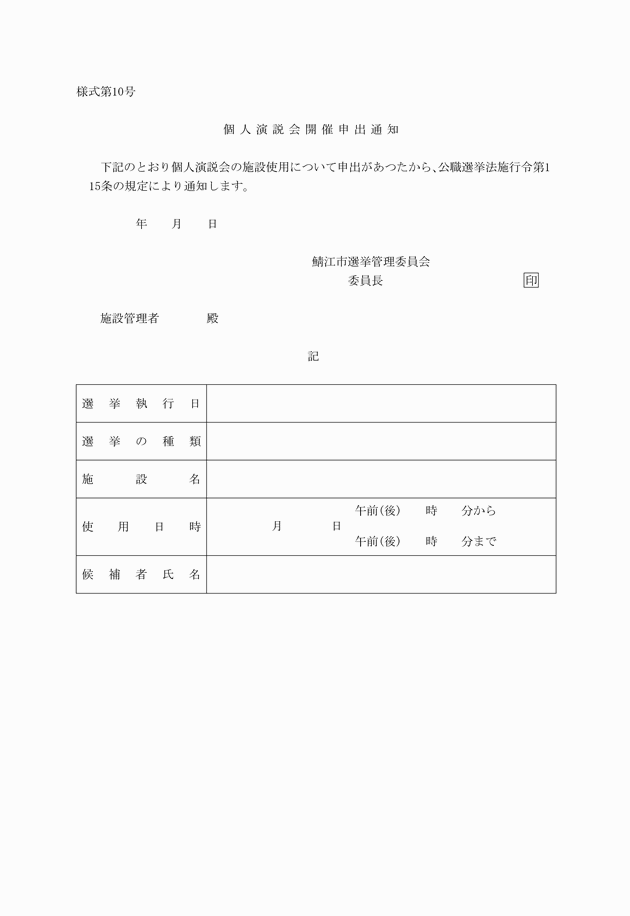 様式第10号
個人演説会開催申出通知
下記のとおり個人演説会の施設使用について申出があつたから、公職選挙法施行令第1
15条の規定により通知します。
年　　月　　日
鯖江市選挙管理委員会
委員長　　　　　　　　　　　　印
施設管理者　　　　殿
記
選挙執行日
選挙の種類
施設名
使用日時　　　　月　　　　日　午前(後)　　時　　分から
午前(後)　　時　　分まで
候補者氏名